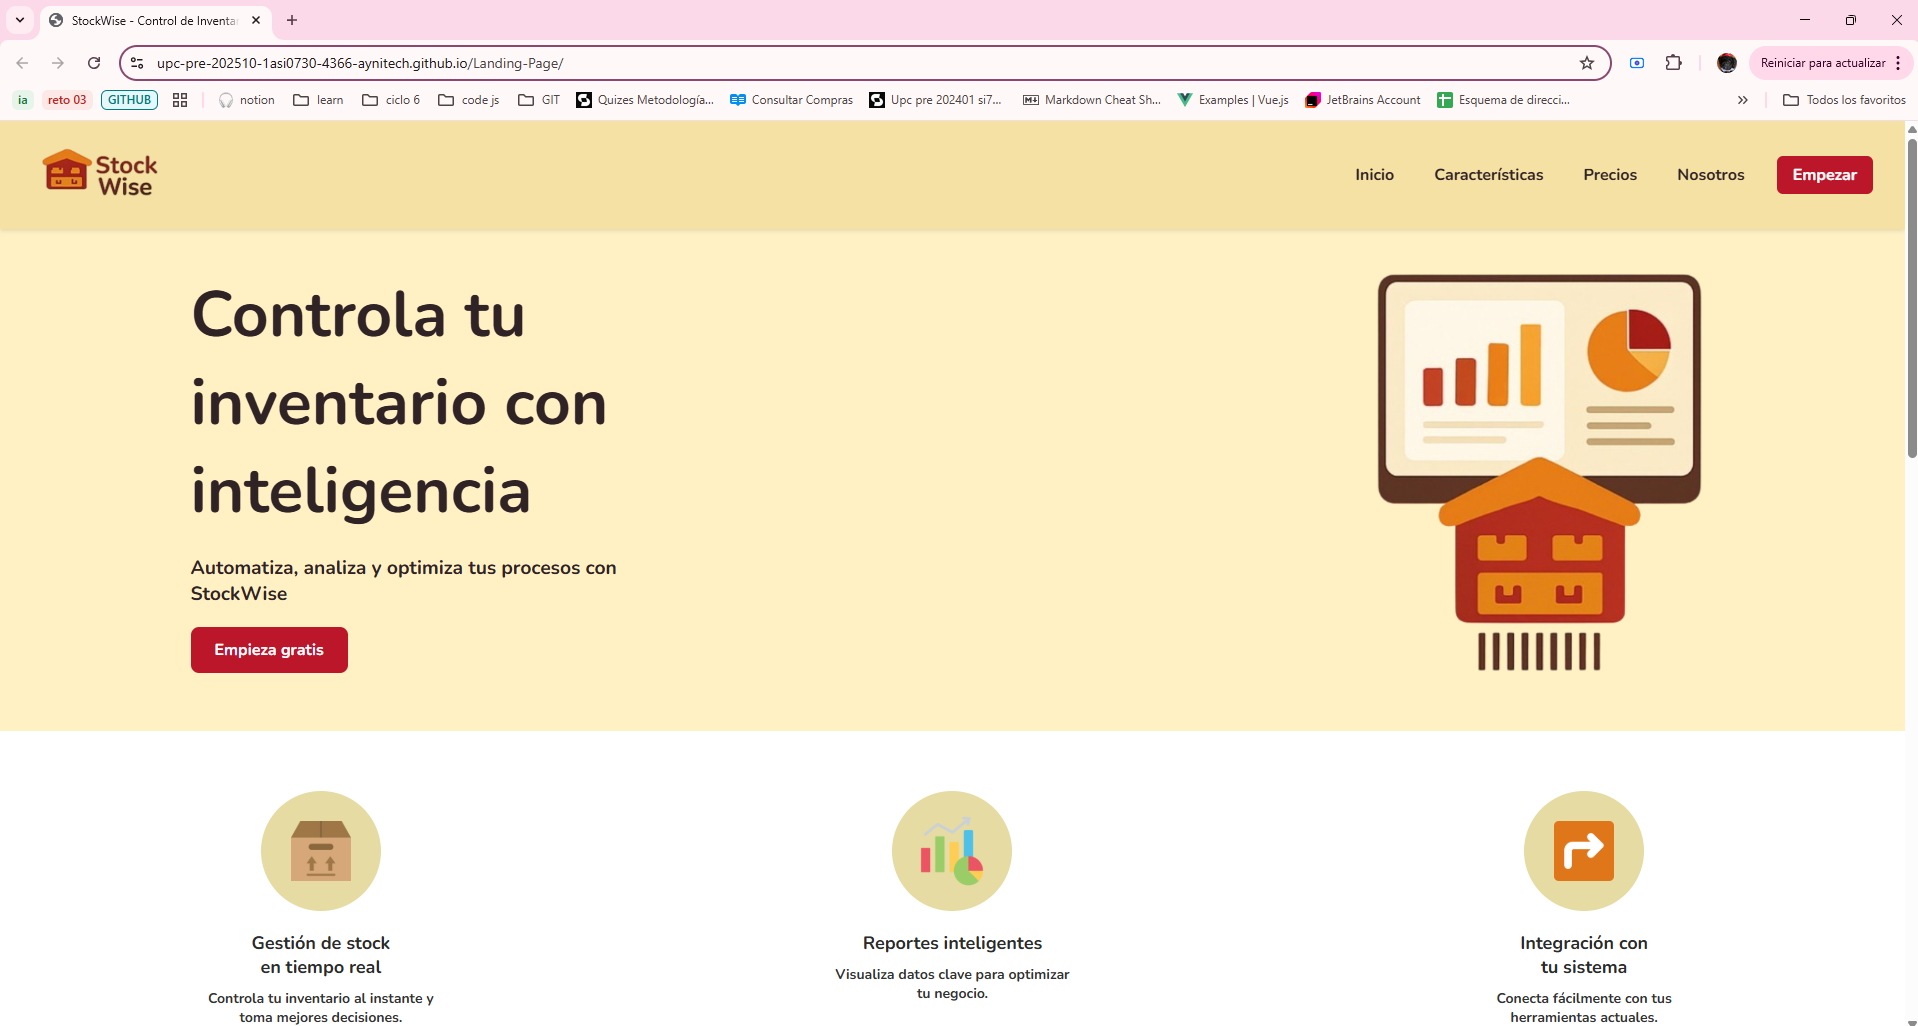 StockWise - Control de Inventa
upc-pre-202510-1asi0730-4366-aynitech.github.io/Landing-Page/
Reiniciar para actualizar
ia
reto 03
GITHUB
notion
learn
ciclo 6
code js
GIT
Quizes Metodología...
Consultar Compras
Upc pre 202401 si7...
Markdown Cheat Sh...
Examples | Vue.js
JetBrains Account
Esquema de direcci...
Todos los favoritos
Stock
Wise
Inicio
Características
Precios
Nosotros
Empezar
Controla tu
inventario con
inteligencia
Automatiza, analiza y optimiza tus procesos con
StockWise
Empieza gratis
Gestión de stock
en tiempo real
Controla tu inventario al instante y
toma mejores decisiones.
Reportes inteligentes
Visualiza datos clave para optimizar
tu negocio.
Integración con
tu sistema
Conecta fácilmente con tus
herramientas actuales.